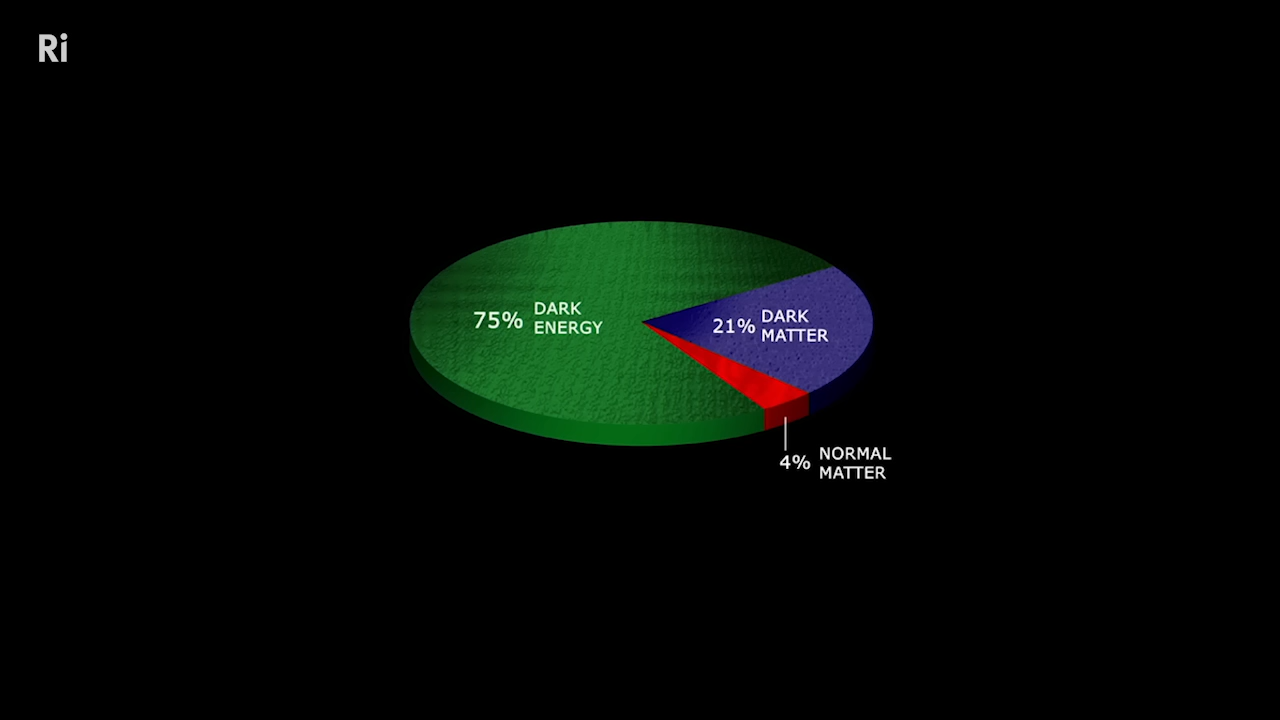 Ri
75% DARK
ENERGY
21% DARK
MATTER
4% NORMAL
MATTER